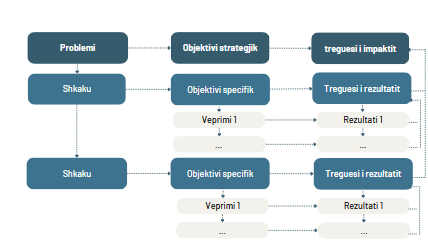 Problemi Objektivi strategjik treguesi i impaktit
Shkaku Objektivi specifik Treguesi i rezultatit
Veprimi 1 Rezultati 1
... ...
Shkaku Objektivi specifik Treguesi i rezultatit
Veprimi 1 Rezultati 1
... ...